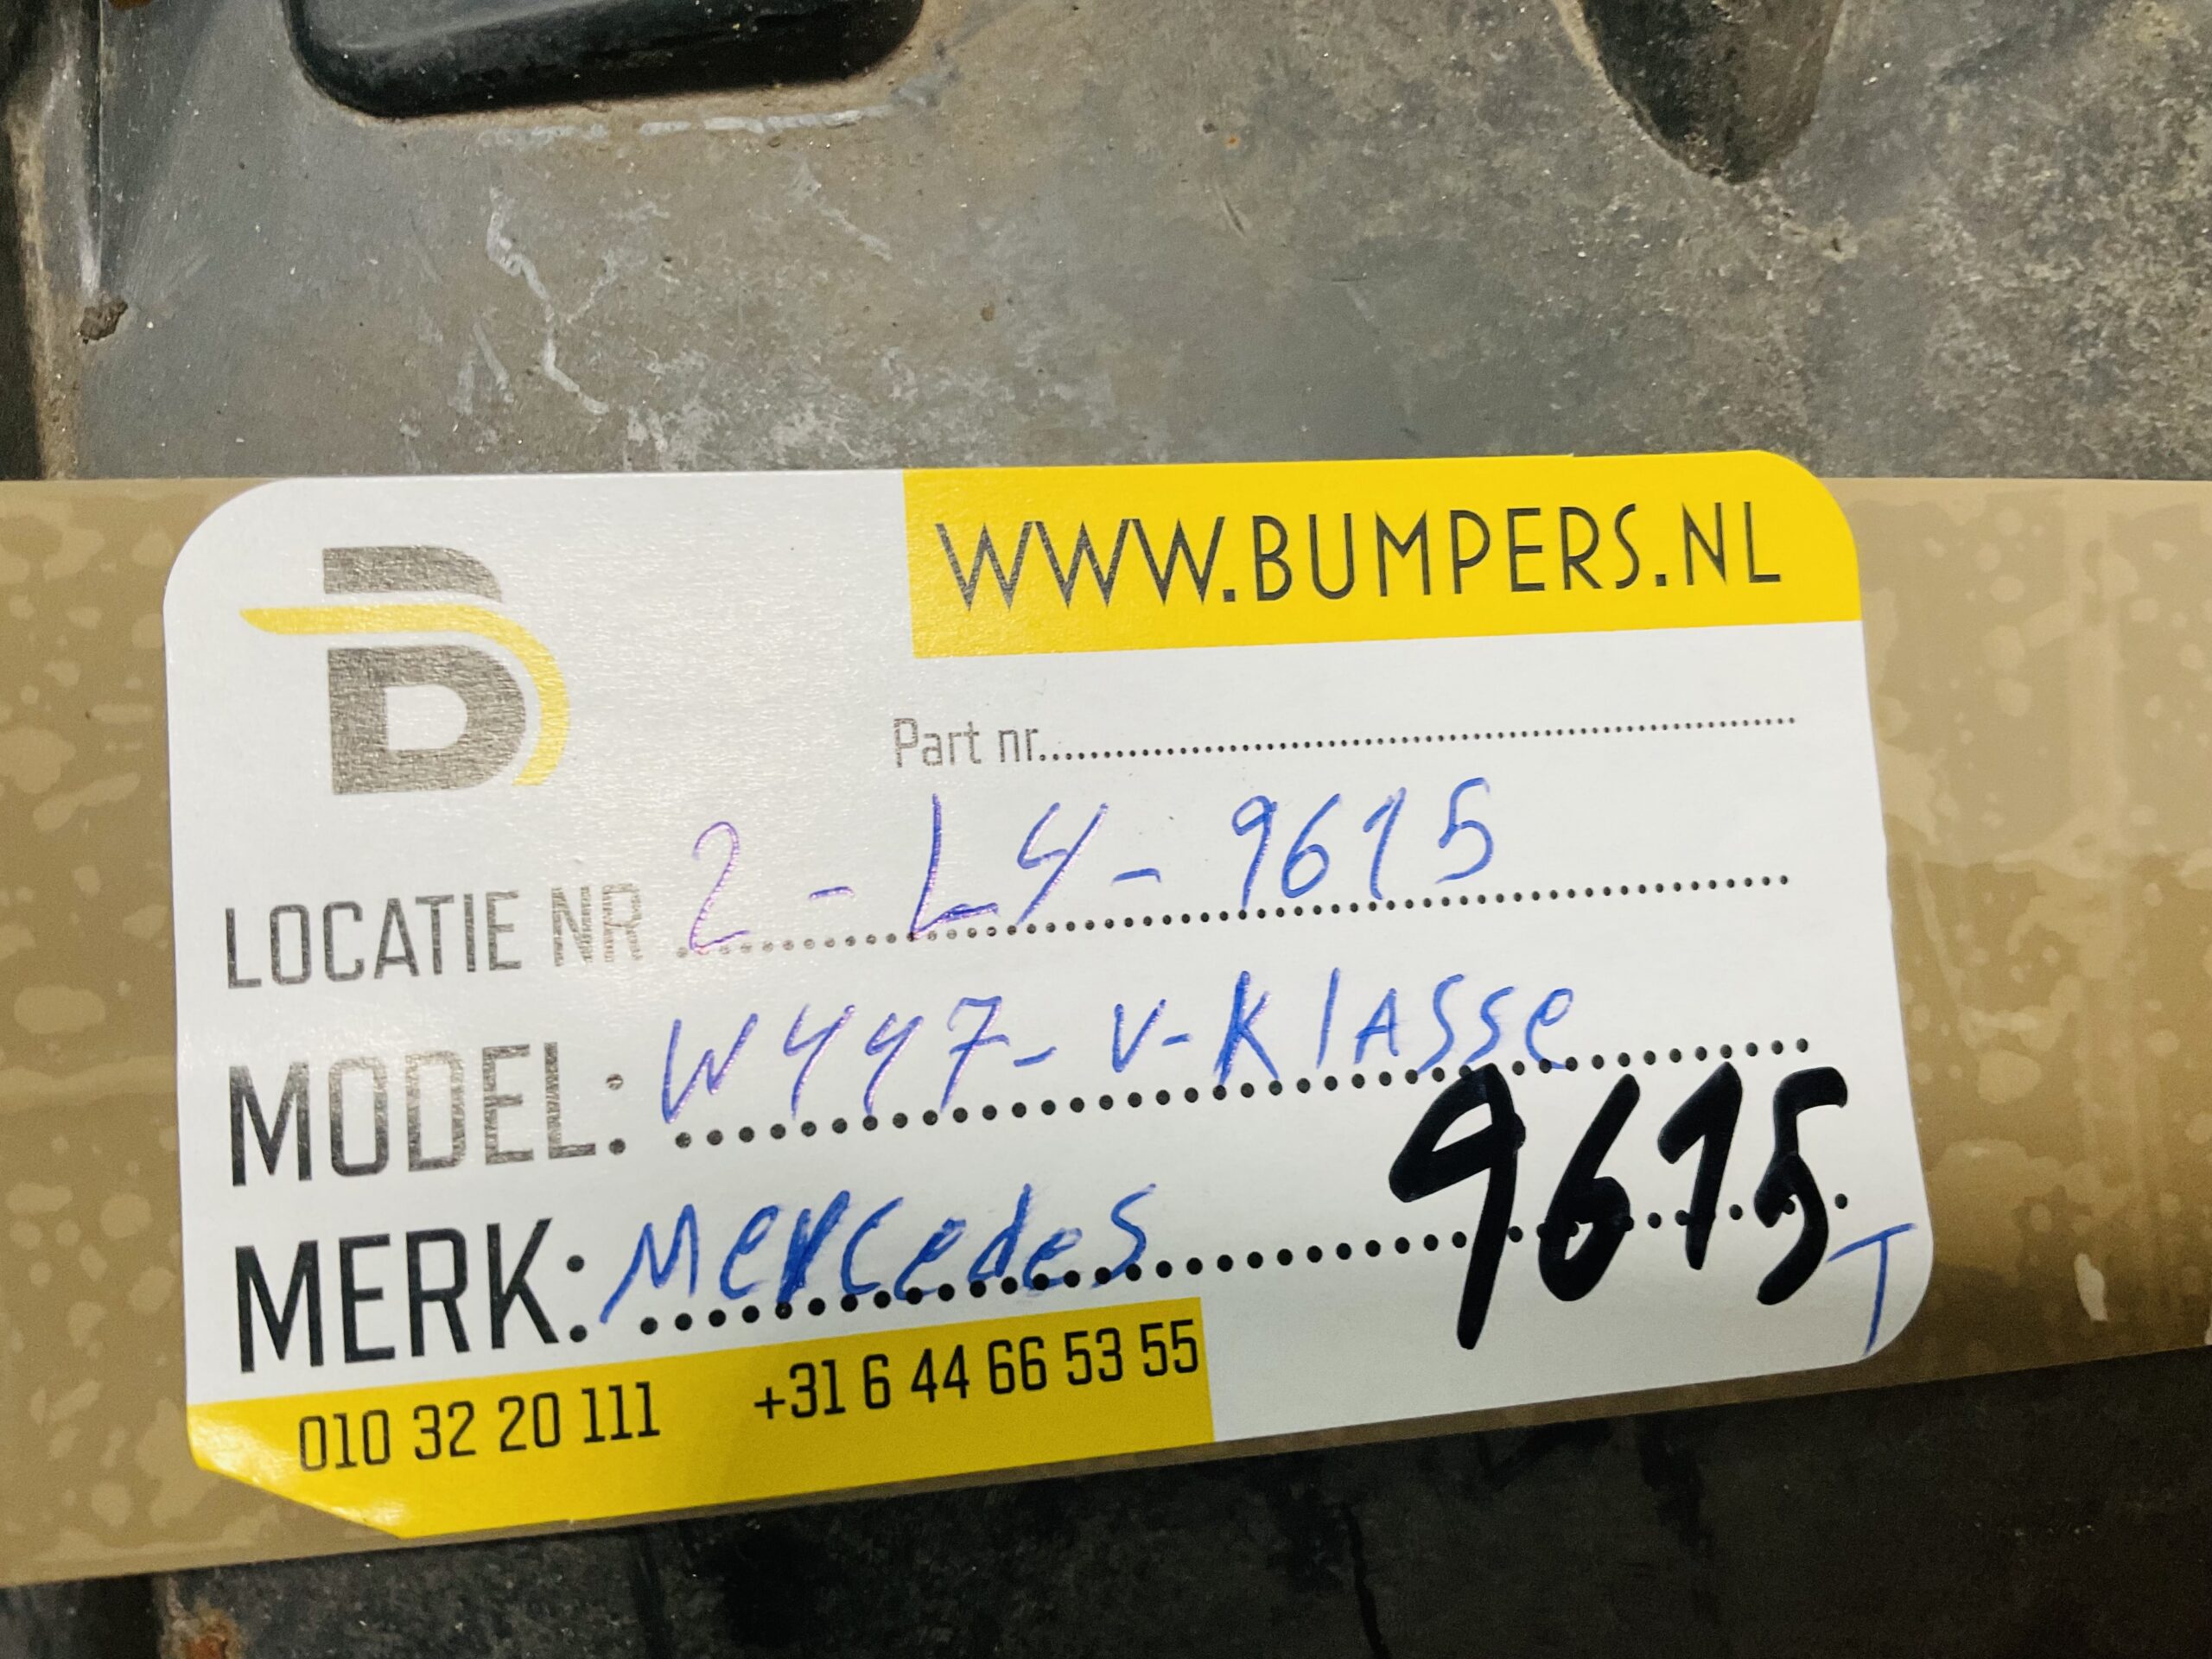 B
WWW.BUMPERS.NL
Part nr.
LOCATIE NR 2-L4-9615
MODEL: W447-V-Klasse
MERK: Mercedes
9615
T
010 32 20 111 +31 6 44 66 53 55